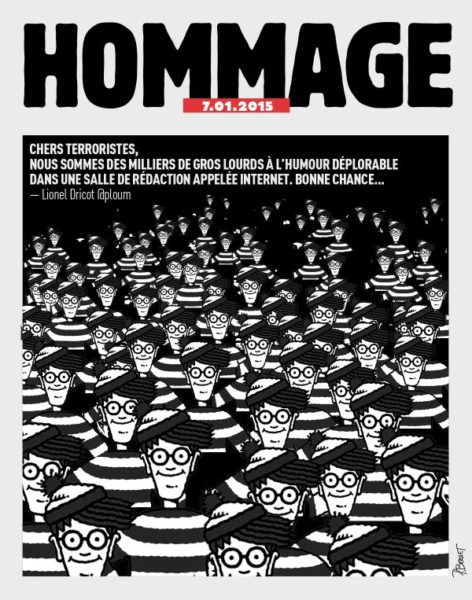 HOMMAGE
7.01.2015
CHERS TERRORISTES,
NOUS SOMMES DES MILLIERS DE GROS LOURDS À L'HUMOUR DÉPLORABLE
DANS UNE SALLE DE RÉDACTION APPELÉE INTERNET. BONNE CHANCE...
— Lionel Dricot @ploum